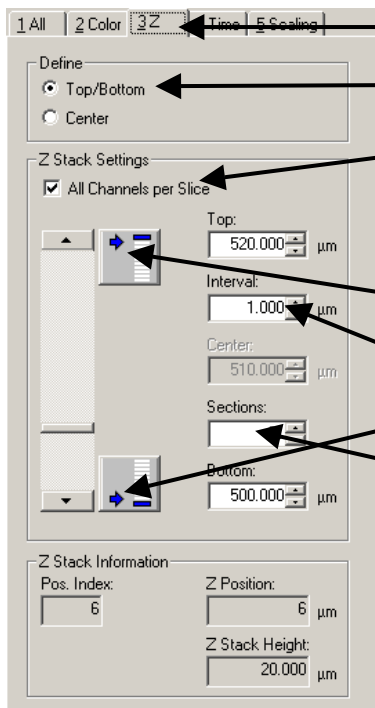 1 All 2 Color 3 Z Time 5 Scaling
Define
Top/Bottom
Center
Z Stack Settings
All Channels per Slice
Top:
520.000 µm
Interval:
1.000 µm
Center:
510.000 µm
Sections:
Bottom:
500.000 µm
Z Stack Information
Pos. Index: Z Position:
6 6 µm
Z Stack Height:
20.000 µm